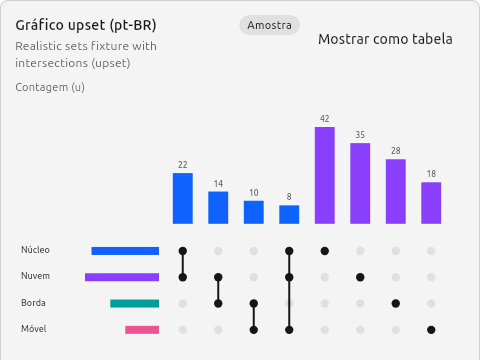 Gráfico upset (pt-BR)
Amostra
Mostrar como tabela
Realistic sets fixture with
intersections (upset)
Contagem (u)
22
14
10
8
42
35
28
18
Núcleo
Nuvem
Borda
Móvel